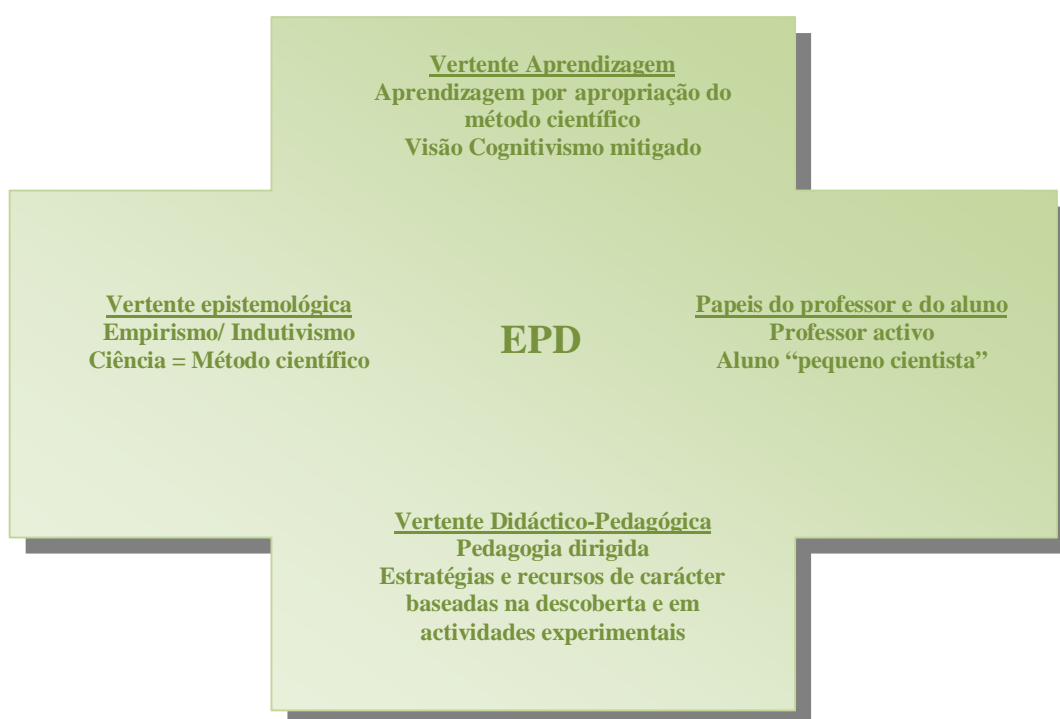 Vertente Aprendizagem
Aprendizagem por apropriação do
método científico
Visão Cognitivismo mitigado
Vertente epistemológica
Empirismo/ Indutivismo
Ciência = Método científico
EPD
Papeis do professor e do aluno
Professor activo
Aluno “pequeno cientista”
Vertente Didáctico-Pedagógica
Pedagogia dirigida
Estratégias e recursos de carácter
baseadas na descoberta e em
actividades experimentais